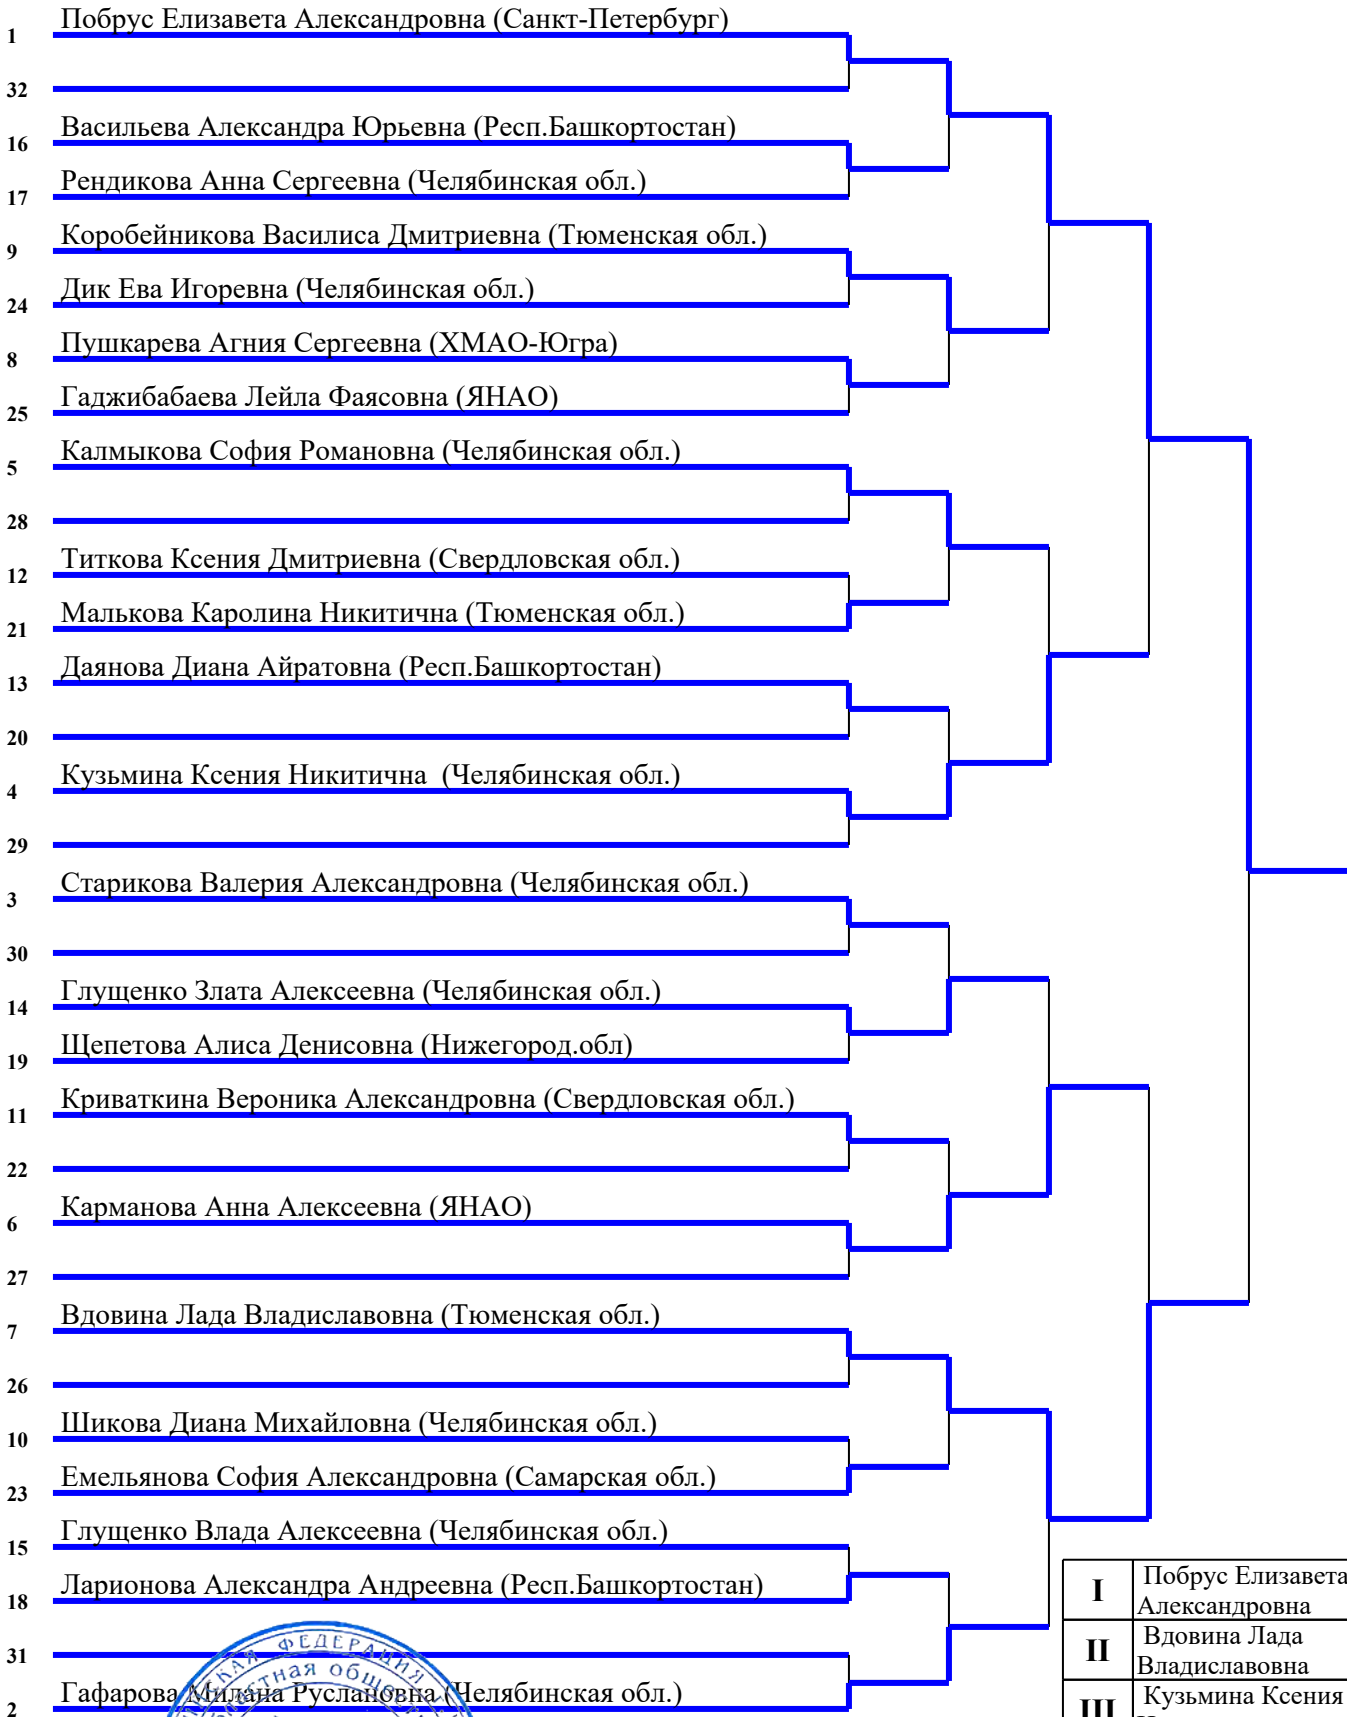 Побрус Елизавета Александровна (Санкт-Петербург)
1
32
Васильева Александра Юрьевна (Респ.Башкортостан)
16
Рендикова Анна Сергеевна (Челябинская обл.)
17
Коробейникова Василиса Дмитриевна (Тюменская обл.)
9
Дик Ева Игоревна (Челябинская обл.)
24
Пушкарева Агния Сергеевна (ХМАО-Югра)
8
Гаджибабаева Лейла Фаясовна (ЯНАО)
25
Калмыкова София Романовна (Челябинская обл.)
5
28
Титкова Ксения Дмитриевна (Свердловская обл.)
12
Малькова Каролина Никитична (Тюменская обл.)
21
Даянова Диана Айратовна (Респ.Башкортостан)
13
20
Кузьмина Ксения Никитична (Челябинская обл.)
4
29
Старикова Валерия Александровна (Челябинская обл.)
3
30
Глущенко Злата Алексеевна (Челябинская обл.)
14
Щепетова Алиса Денисовна (Нижегород.обл)
19
Криваткина Вероника Александровна (Свердловская обл.)
11
22
Карманова Анна Алексеевна (ЯНАО)
6
27
Вдовина Лада Владиславовна (Тюменская обл.)
7
26
Шикова Диана Михайловна (Челябинская обл.)
10
Емельянова София Александровна (Самарская обл.)
23
Глущенко Влада Алексеевна (Челябинская обл.)
15
Ларионова Александра Андреевна (Респ.Башкортостан)
18
31
Гафарова Милана Руслановна (Челябинская обл.)
2
I Побрус Елизавета
Александровна
II Вдовина Лада
Владиславовна
III Кузьмина Ксения
ФЕДЕРАЦИЯ